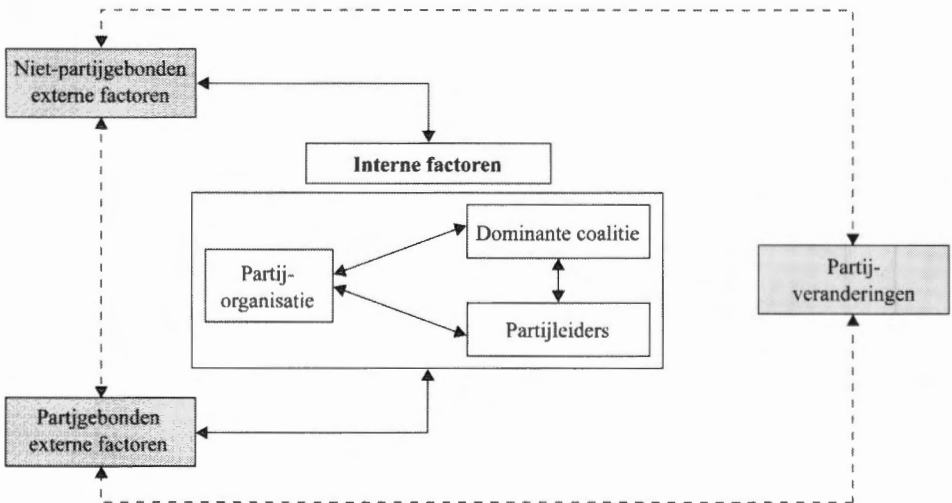 Niet-partijgebonden
externe factoren
Interne factoren
Dominante coalitie
Partij-
organisatie
Partijleiders
Partij-
veranderingen
Partjgebonden
externe factoren